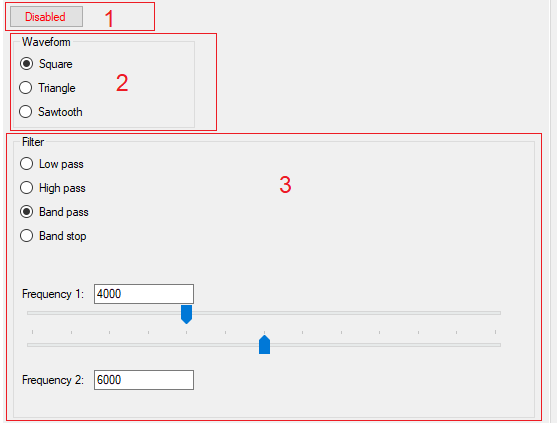 Disabled 1
Waveform
Square
Triangle
2
Sawtooth
Filter
Low pass
High pass
3
Band pass
Band stop
Frequency 1: 4000
Frequency 2: 6000